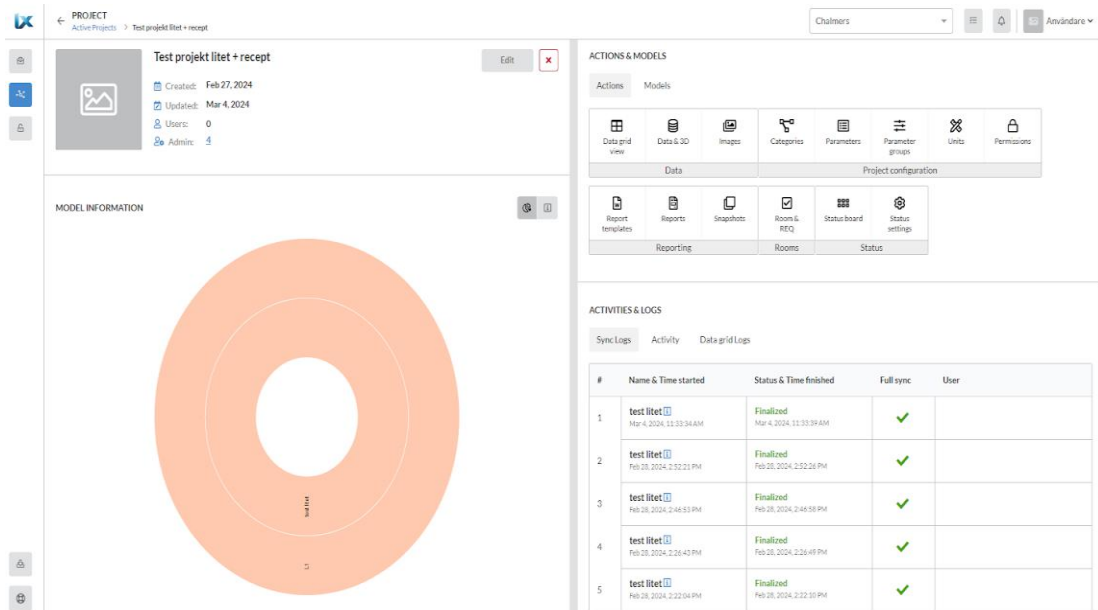 ix
PROJECT
Active Projects > Test projekt litet + recept
Chalmers
Användare
Test projekt litet + recept
Edit
x
Created: Feb 27, 2024
Updated: Mar 4, 2024
Users: 0
Admin: 4
MODEL INFORMATION
test litet
ACTIONS & MODELS
Actions Models
Data grid view
Data & 3D
Images
Categories
Parameters
Parameter groups
Units
Permissions
Data
Project configuration
Report templates
Reports
Snapshots
Room & REQ
Status board
Status settings
Reporting
Rooms
Status
ACTIVITIES & LOGS
Sync Logs Activity Data grid Logs
# Name & Time started Status & Time finished Full sync User
1 test litet Finalized
Mar 4, 2024, 11:33:34 AM Mar 4, 2024, 11:33:39 AM
2 test litet Finalized
Feb 28, 2024, 2:52:21 PM Feb 28, 2024, 2:52:26 PM
3 test litet Finalized
Feb 28, 2024, 2:46:53 PM Feb 28, 2024, 2:46:58 PM
4 test litet Finalized
Feb 28, 2024, 2:26:43 PM Feb 28, 2024, 2:26:49 PM
5 test litet Finalized
Feb 28, 2024, 2:22:04 PM Feb 28, 2024, 2:22:10 PM